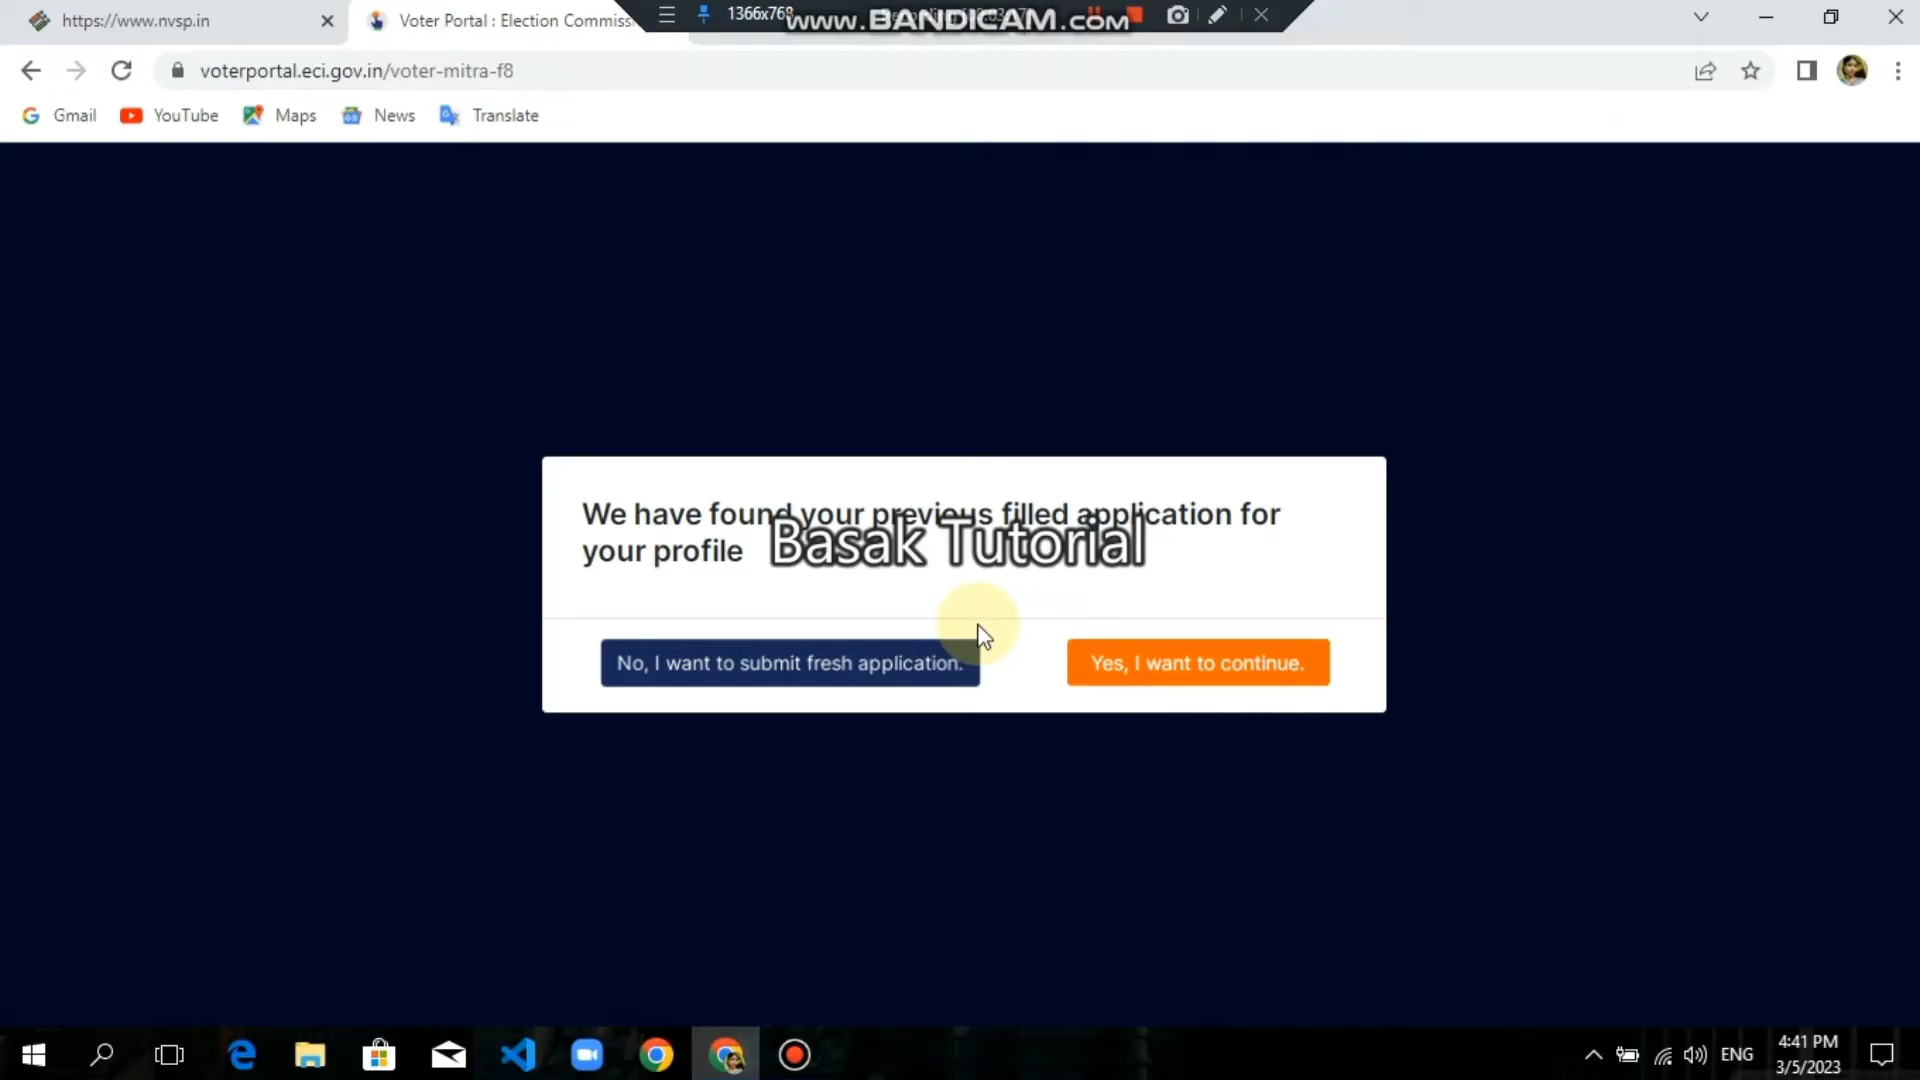 https://www.nvsp.in
Voter Portal : Election Commiss
1366x768
www.BANDICAM.com
voterportal.eci.gov.in/voter-mitra-f8
Gmail
YouTube
Maps
News
Translate
We have found your previous filled application for
your profile
Basak Tutorial
No, I want to submit fresh application.
Yes, I want to continue.
ENG
4:41 PM
3/5/2023